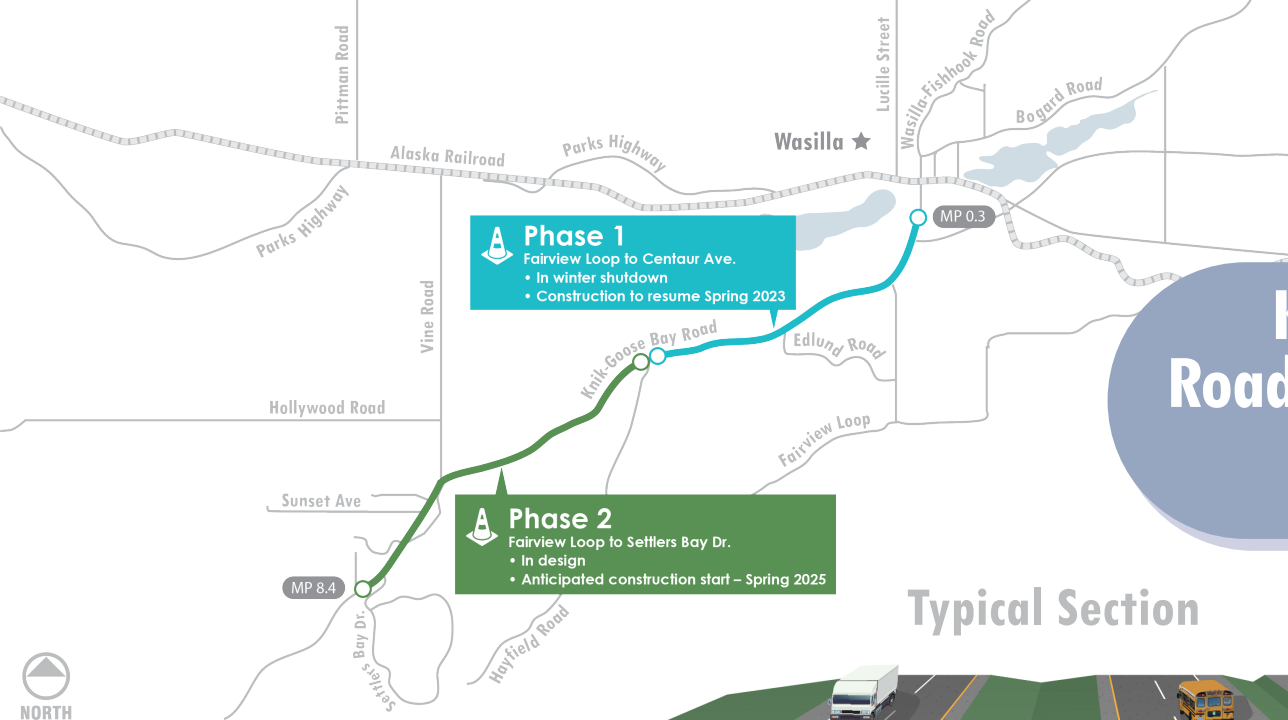 Pittman Road
Lucille Street
Wasilla-Fishhook Road
Bogard Road
Wasilla
Parks Highway
Alaska Railroad
Parks Highway
MP 0.3
Phase 1
Fairview Loop to Centaur Ave.
• In winter shutdown
• Construction to resume Spring 2023
Vine Road
Knik-Goose Bay Road
Edlund Road
Road
Hollywood Road
Fairview Loop
Sunset Ave
Phase 2
Fairview Loop to Settlers Bay Dr.
• In design
• Anticipated construction start – Spring 2025
MP 8.4
Settlers Bay Dr.
Hayfield Road
Typical Section
NORTH